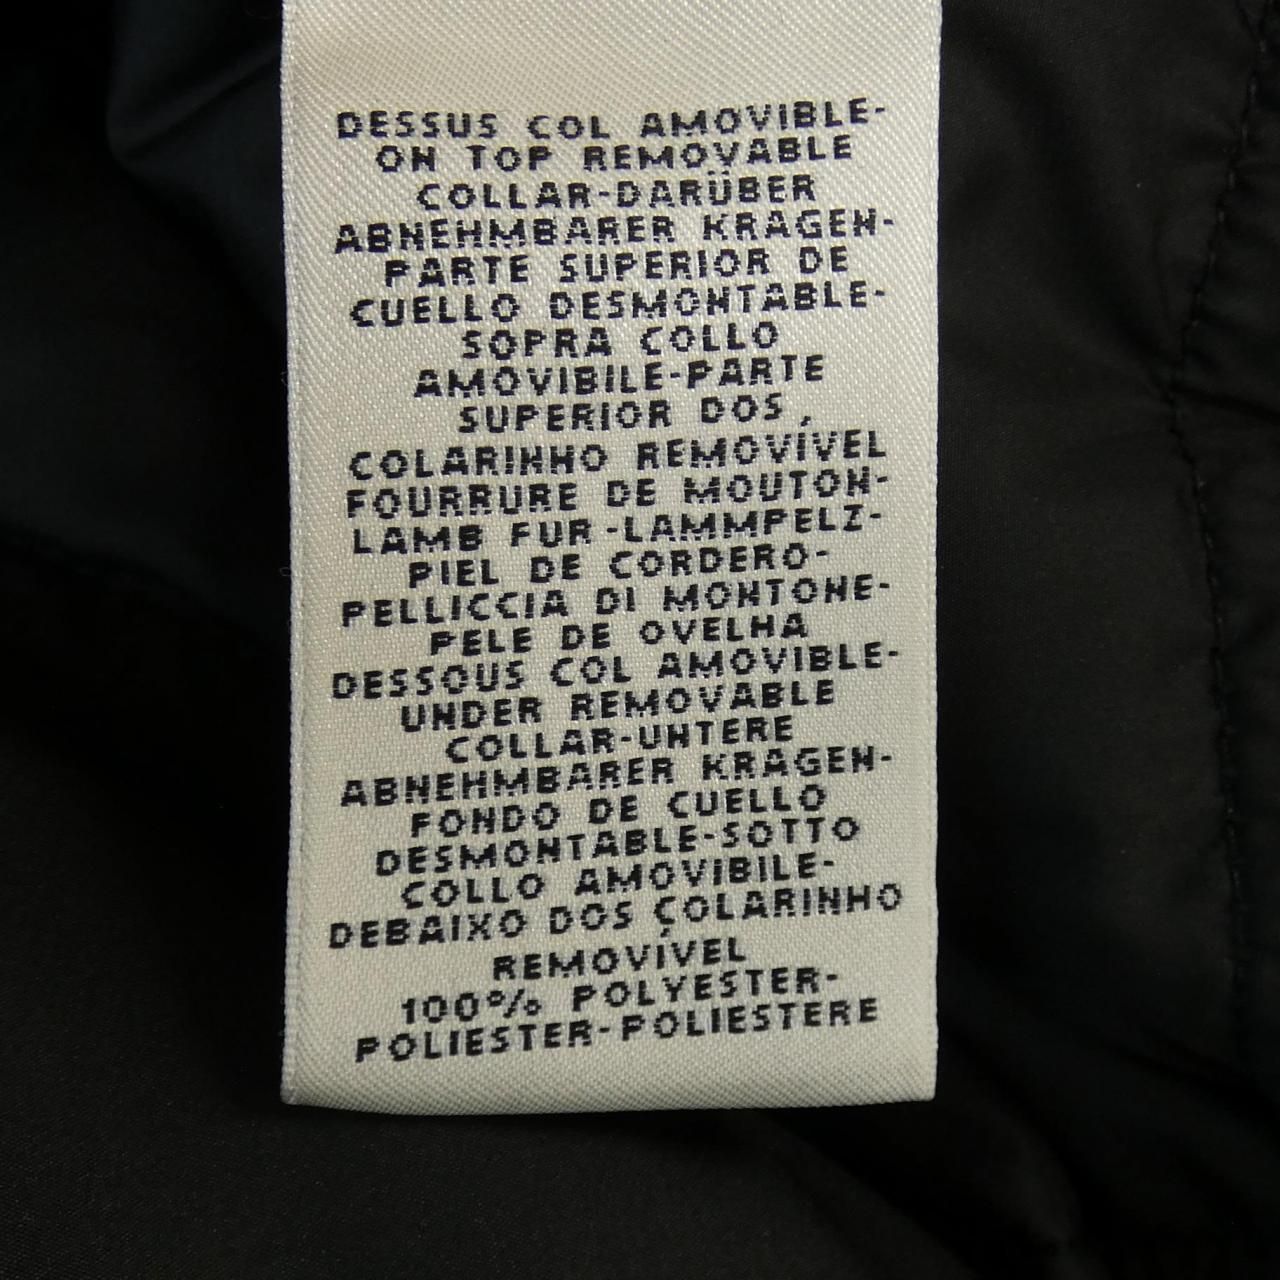 DESSUS COL AMOVIBLE-
ON TOP REMOVABLE
COLLAR-DARÜBER
ABNEHMBARER KRAGEN-
PARTE SUPERIOR DE
CUELLO DESMONTABLE-
SOPRA COLLO
AMOVIBILE-PARTE
SUPERIOR DOS
COLARINHO REMOVÍVEL
FOURRURE DE MOUTON-
LAMB FUR-LAMMPELZ-
PIEL DE CORDERO-
PELLICCIA DI MONTONE-
PELE DE OVELHA
DESSOUS COL AMOVIBLE-
UNDER REMOVABLE
COLLAR-UNTERE
ABNEHMBARER KRAGEN-
FONDO DE CUELLO
DESMONTABLE-SOTTO
COLLO AMOVIBILE-
DEBAIXO DOS COLARINHO
REMOVÍVEL
100% POLYESTER-
POLIESTER-POLIESTERE